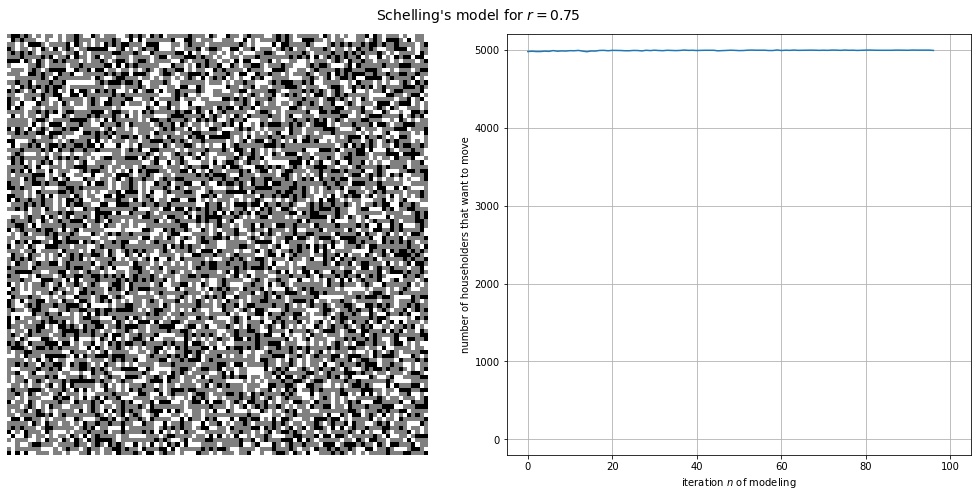 Schelling's model for r = 0.75
number of householders that want to move
5000
4000
3000
2000
1000
0
0 20 40 60 80 100
iteration n of modeling